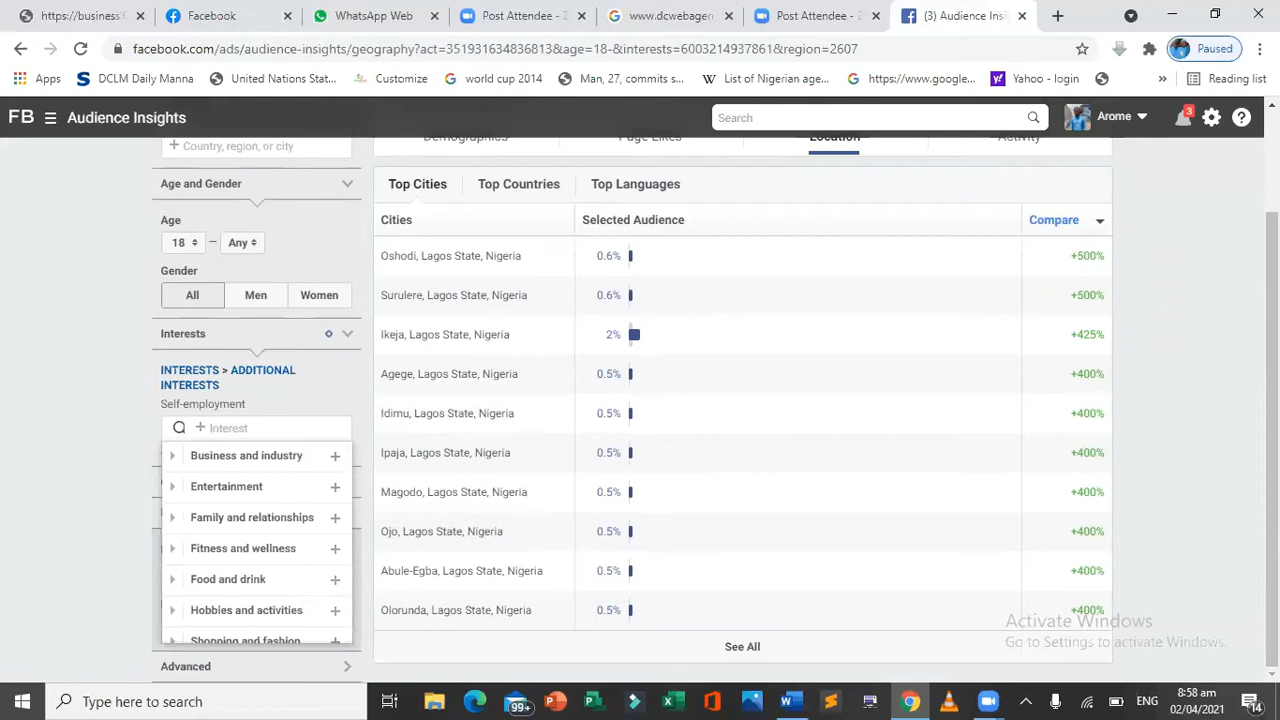 https://business.f
Facebook
WhatsApp Web
Post Attendee - Z
www.dcwebagen
Post Attendee - Z
(3) Audience Insi
facebook.com/ads/audience-insights/geography?act=351931634836813&age=18-&interests=6003214937861&region=2607
Paused
Apps
DCLM Daily Manna
United Nations Stat...
Customize
world cup 2014
Man, 27, commits s...
List of Nigerian age...
https://www.google...
Yahoo - login
»
Reading list
FB
Audience Insights
Search
Arome
3
Country, region, or city
Demographics
Page Likes
Location
Activity
Age and Gender
Age
18 – Any
Gender
All
Men
Women
Interests
INTERESTS > ADDITIONAL
INTERESTS
Self-employment
+ Interest
Business and industry +
Entertainment +
Family and relationships +
Fitness and wellness +
Food and drink +
Hobbies and activities +
Shopping and fashion +
Advanced
Top Cities
Top Countries
Top Languages
Cities
Selected Audience
Compare
Oshodi, Lagos State, Nigeria 0.6% +500%
Surulere, Lagos State, Nigeria 0.6% +500%
Ikeja, Lagos State, Nigeria 2% +425%
Agege, Lagos State, Nigeria 0.5% +400%
Idimu, Lagos State, Nigeria 0.5% +400%
Ipaja, Lagos State, Nigeria 0.5% +400%
Magodo, Lagos State, Nigeria 0.5% +400%
Ojo, Lagos State, Nigeria 0.5% +400%
Abule-Egba, Lagos State, Nigeria 0.5% +400%
Olorunda, Lagos State, Nigeria 0.5% +400%
See All
Activate Windows
Go to Settings to activate Windows.
Type here to search
99+
ENG
8:58 am
02/04/2021
14